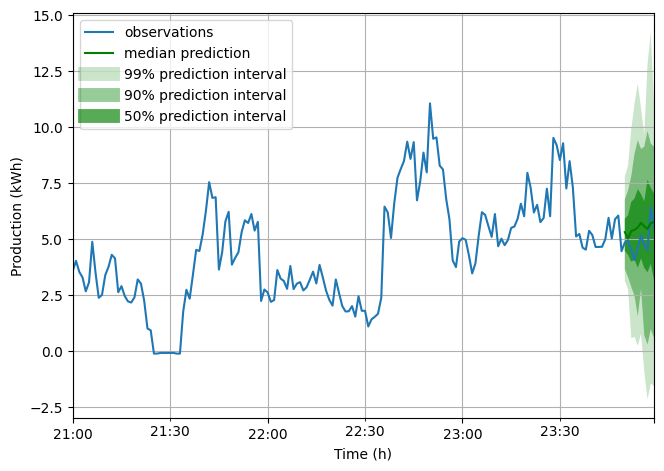 15.0
12.5
10.0
7.5
5.0
2.5
0.0
−2.5
Production (kWh)
observations
median prediction
99% prediction interval
90% prediction interval
50% prediction interval
21:00
21:30
22:00
22:30
23:00
23:30
Time (h)